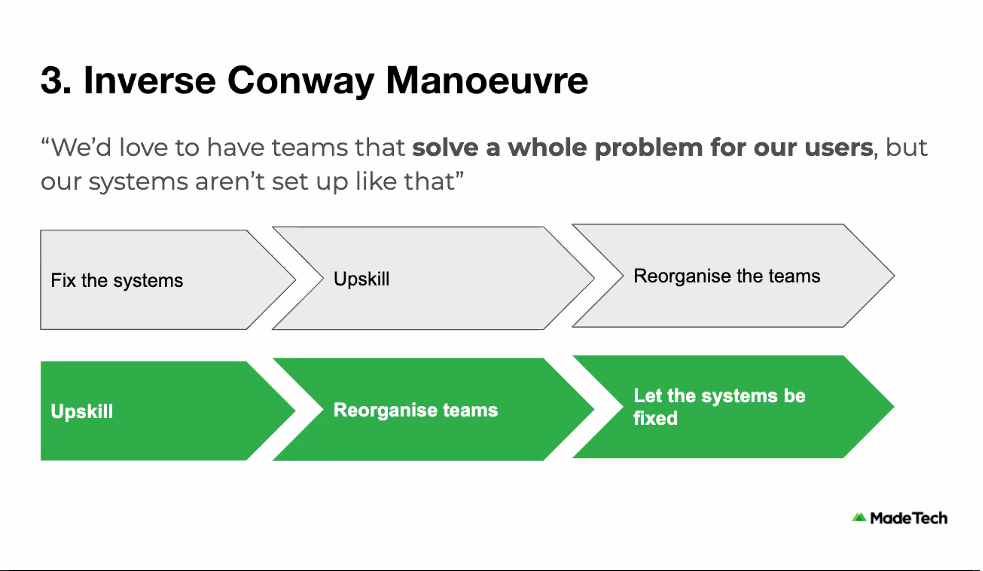 3. Inverse Conway Manoeuvre
“We’d love to have teams that solve a whole problem for our users, but
our systems aren’t set up like that”
Fix the systems
Upskill
Reorganise the teams
Upskill
Reorganise teams
Let the systems be
fixed
MadeTech